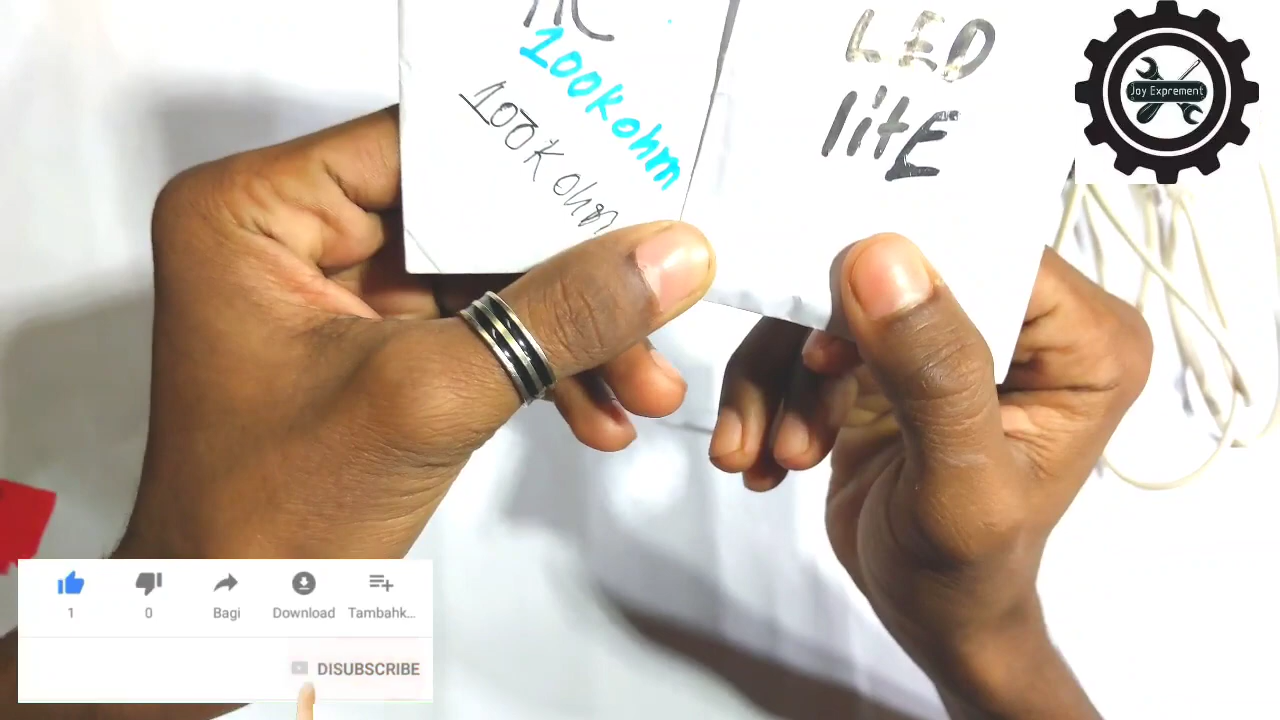 100Kohm
100K ohm
LED
litE
Joy Exprement
1
0
Bagi
Download
Tambahk...
DISUBSCRIBE